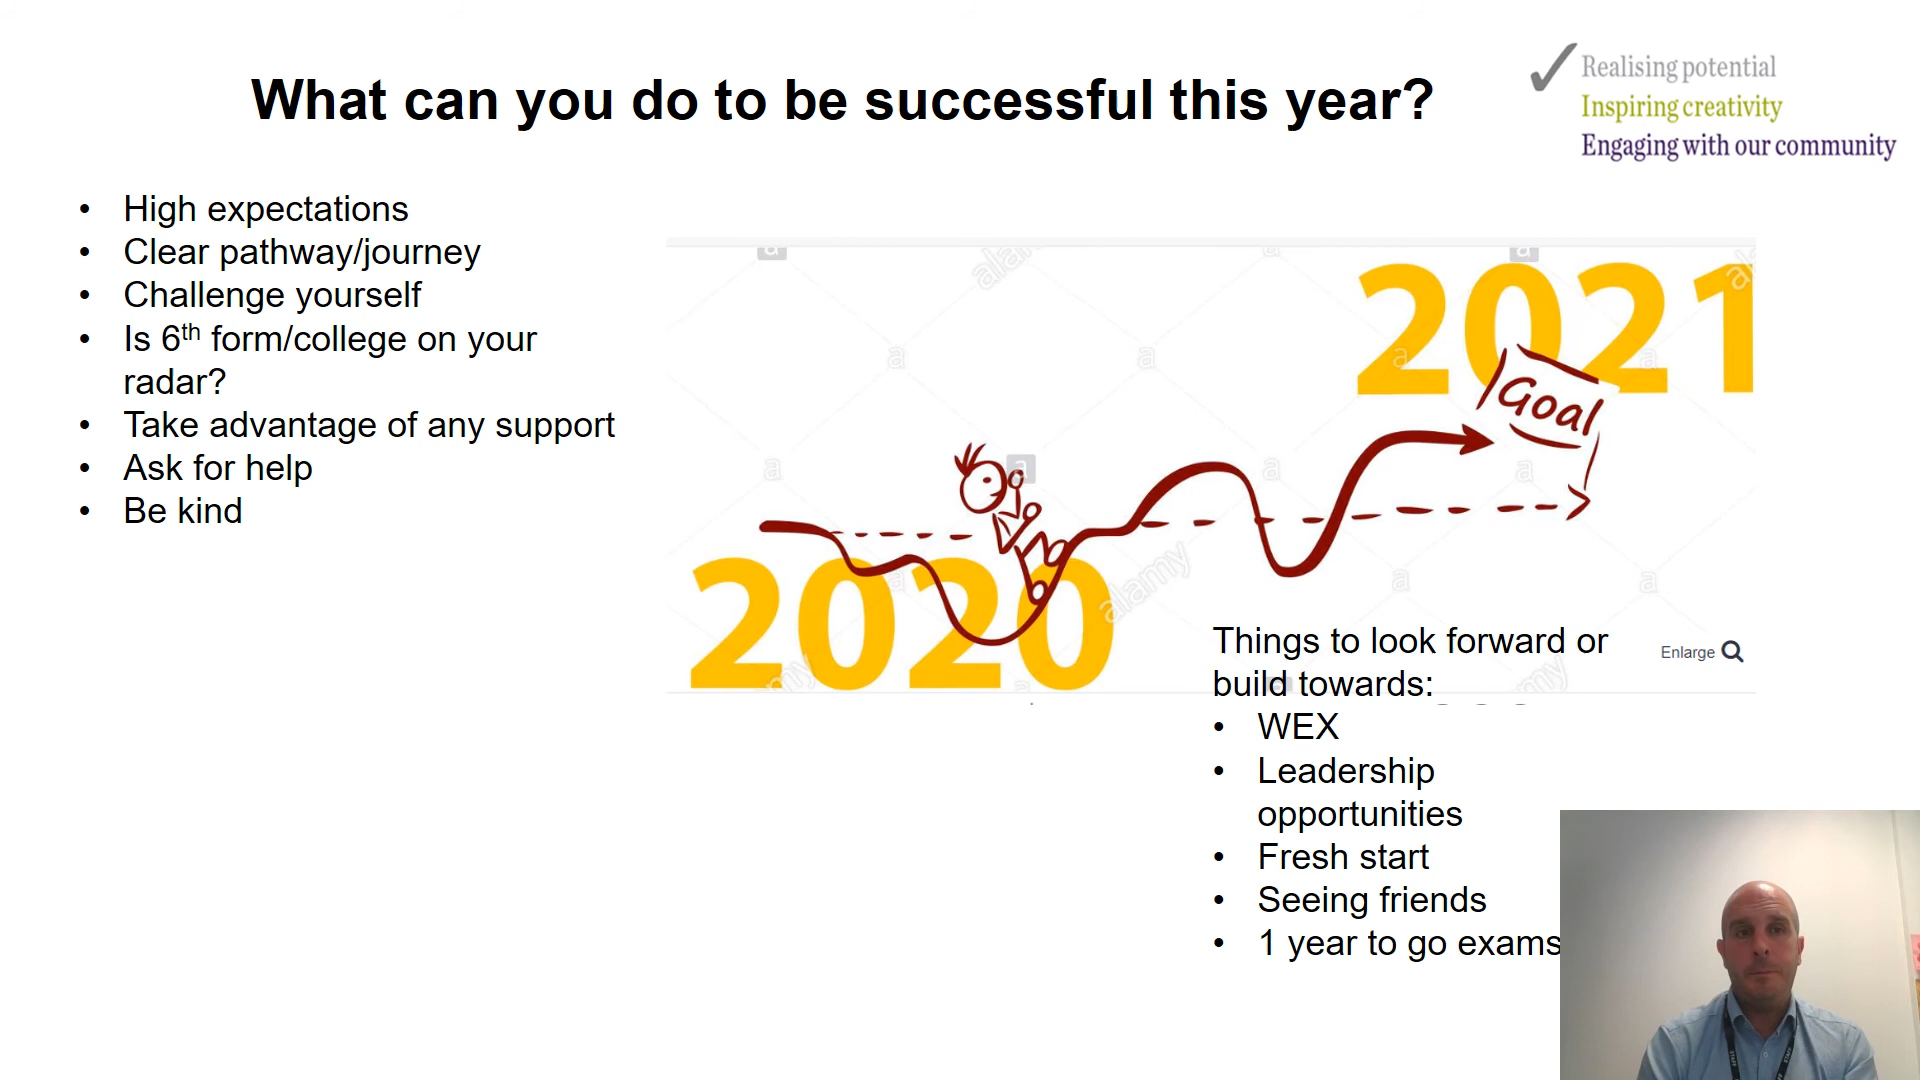 What can you do to be successful this year?
Realising potential
Inspiring creativity
Engaging with our community
• High expectations
• Clear pathway/journey
• Challenge yourself
• Is 6th form/college on your
radar?
• Take advantage of any support
• Ask for help
• Be kind
2021
Goal
2020
alamy
Enlarge
Things to look forward or
build towards:
• WEX
• Leadership
opportunities
• Fresh start
• Seeing friends
• 1 year to go exams